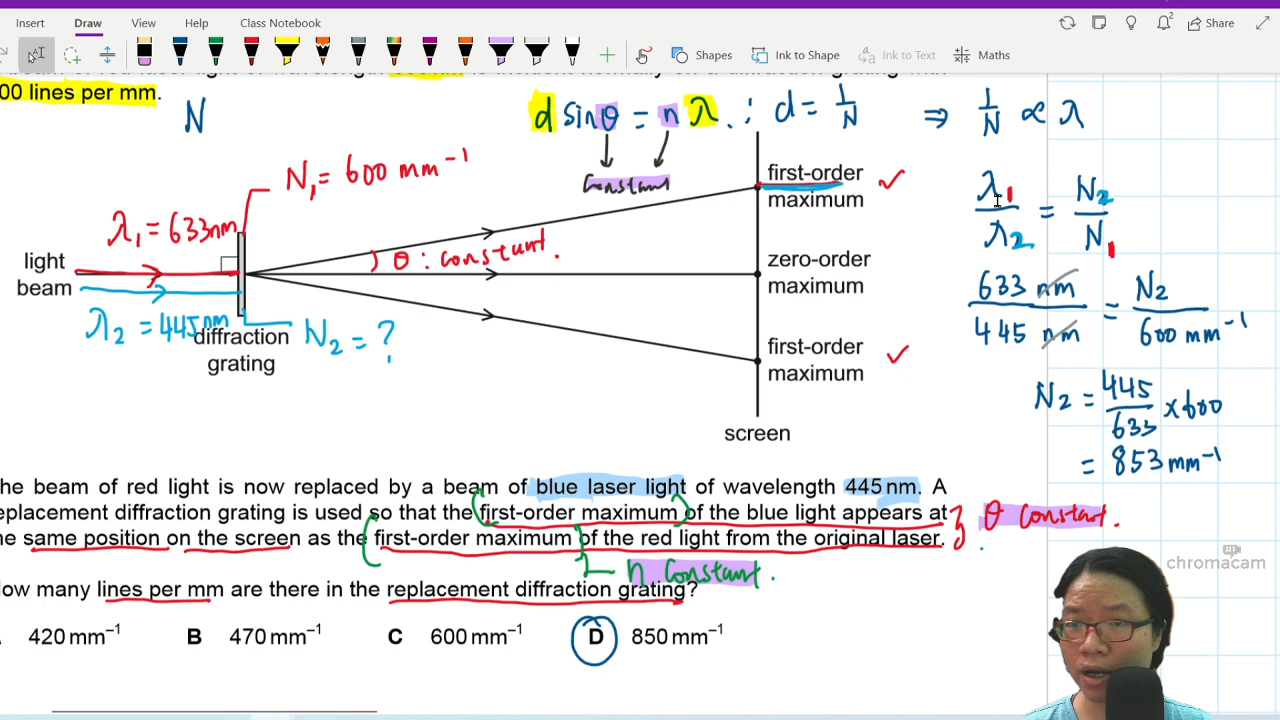 Insert Draw View Help Class Notebook Share
Shapes Ink to Shape Ink to Text Maths
00 lines per mm.
N
d sinθ = nλ. ∴ d = 1/N ⇒ 1/N ∝ λ
Constant
N₁ = 600 mm⁻¹
λ₁ = 633nm
θ : constant.
light
beam
λ₂ = 445nm
diffraction
grating
N₂ = ?
first-order
maximum
zero-order
maximum
first-order
maximum
screen
λ₁/λ₂ = N₂/N₁
633 nm/445 nm = N₂/600 mm⁻¹
N₂ = 445/633 × 600
= 853 mm⁻¹
he beam of red light is now replaced by a beam of blue laser light of wavelength 445 nm. A
eplacement diffraction grating is used so that the first-order maximum of the blue light appears at
e same position on the screen as the first-order maximum of the red light from the original laser.
θ constant.
n constant.
ow many lines per mm are there in the replacement diffraction grating?
420 mm⁻¹ B 470 mm⁻¹ C 600 mm⁻¹ D 850 mm⁻¹
chromacam